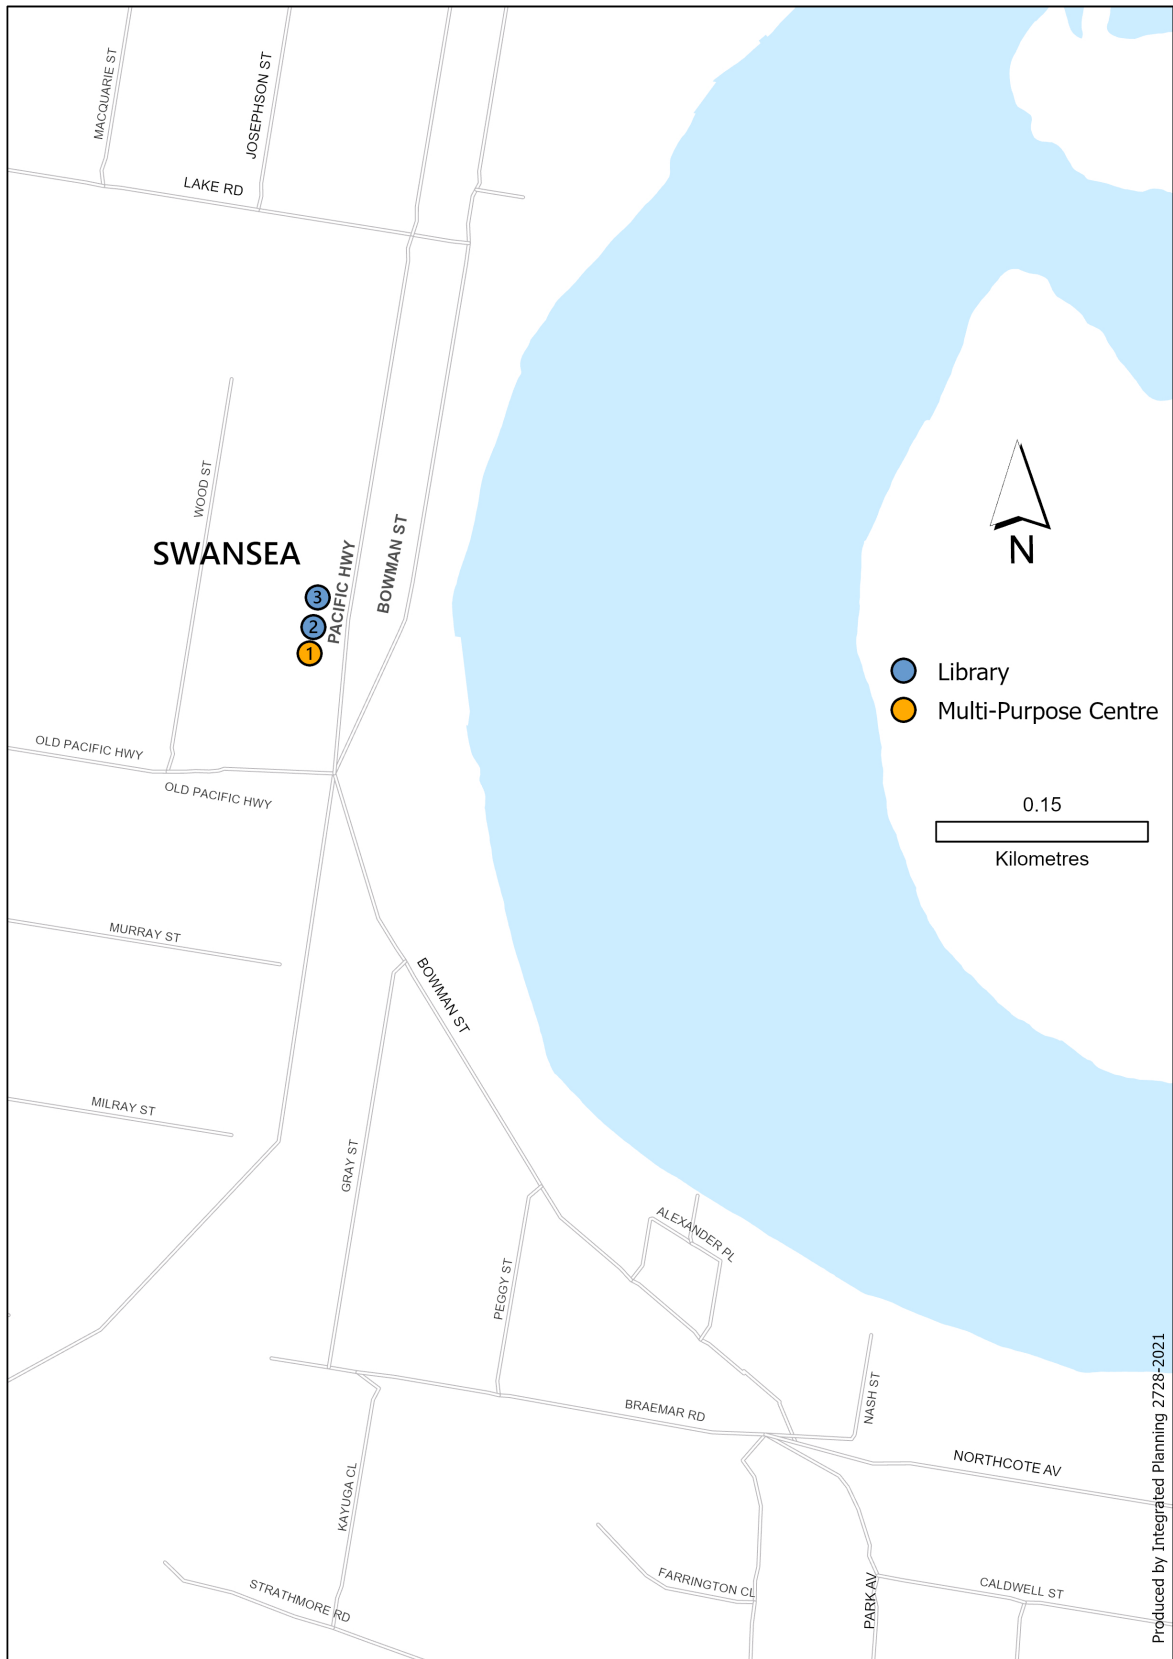 MACQUARIE ST
JOSEPHSON ST
LAKE RD
WOOD ST
SWANSEA
PACIFIC HWY
BOWMAN ST
3
2
1
N
Library
Multi-Purpose Centre
OLD PACIFIC HWY
OLD PACIFIC HWY
0.15
Kilometres
MURRAY ST
BOWMAN ST
MILRAY ST
GRAY ST
ALEXANDER PL
PEGGY ST
NASH ST
BRAEMAR RD
NORTHCOTE AV
KAYUGA CL
FARRINGTON CL
CALDWELL ST
PARK AV
STRATHMORE RD
Produced by Integrated Planning 2728-2021